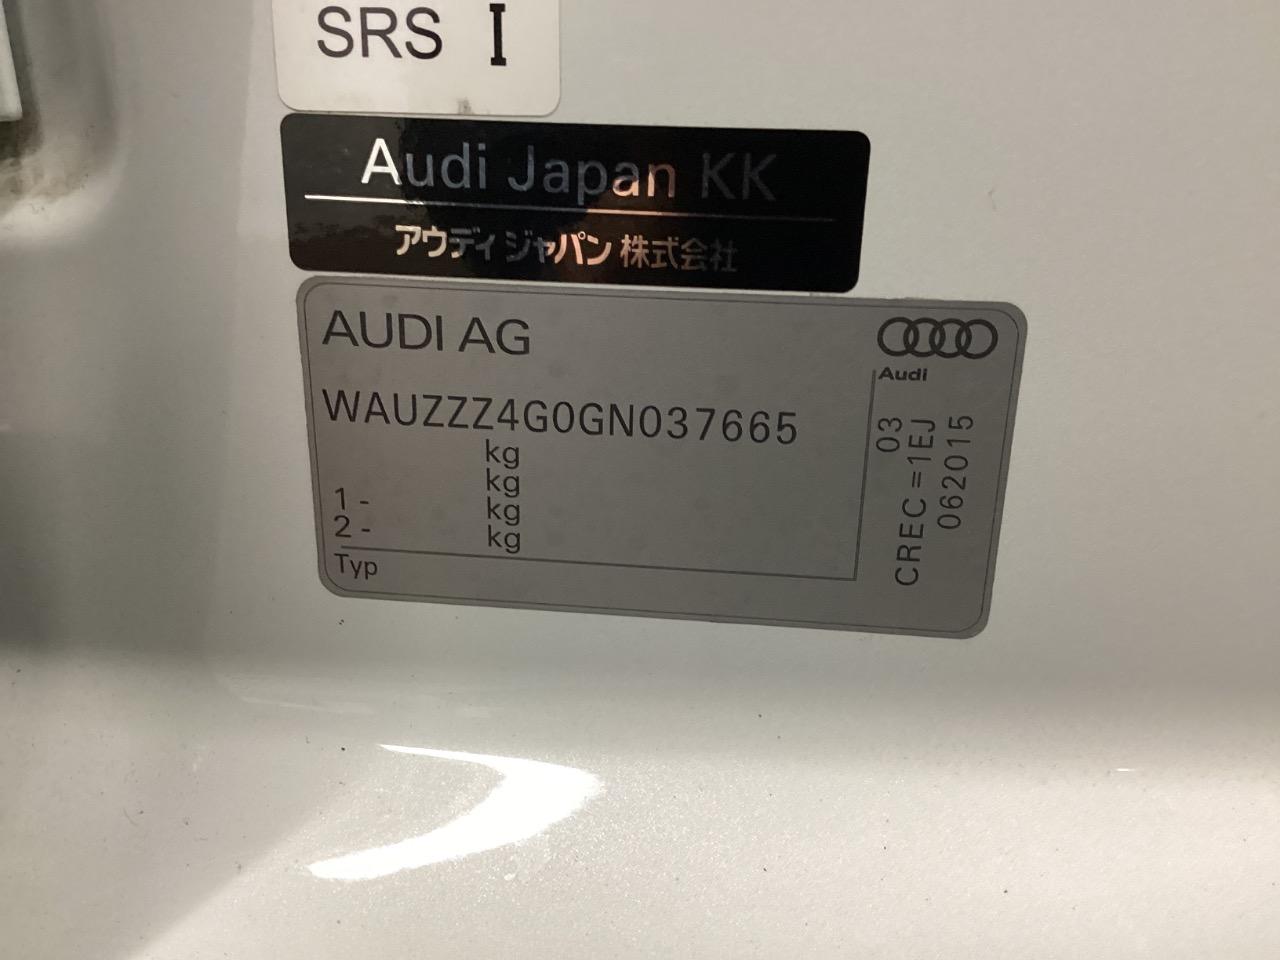 SRS I
Audi Japan KK
アウディ ジャパン 株式会社
AUDI AG
Audi
WAUZZZ4G0GN037665
kg
kg
1 - kg
2 - kg
Typ
03
CREC =1EJ
062015